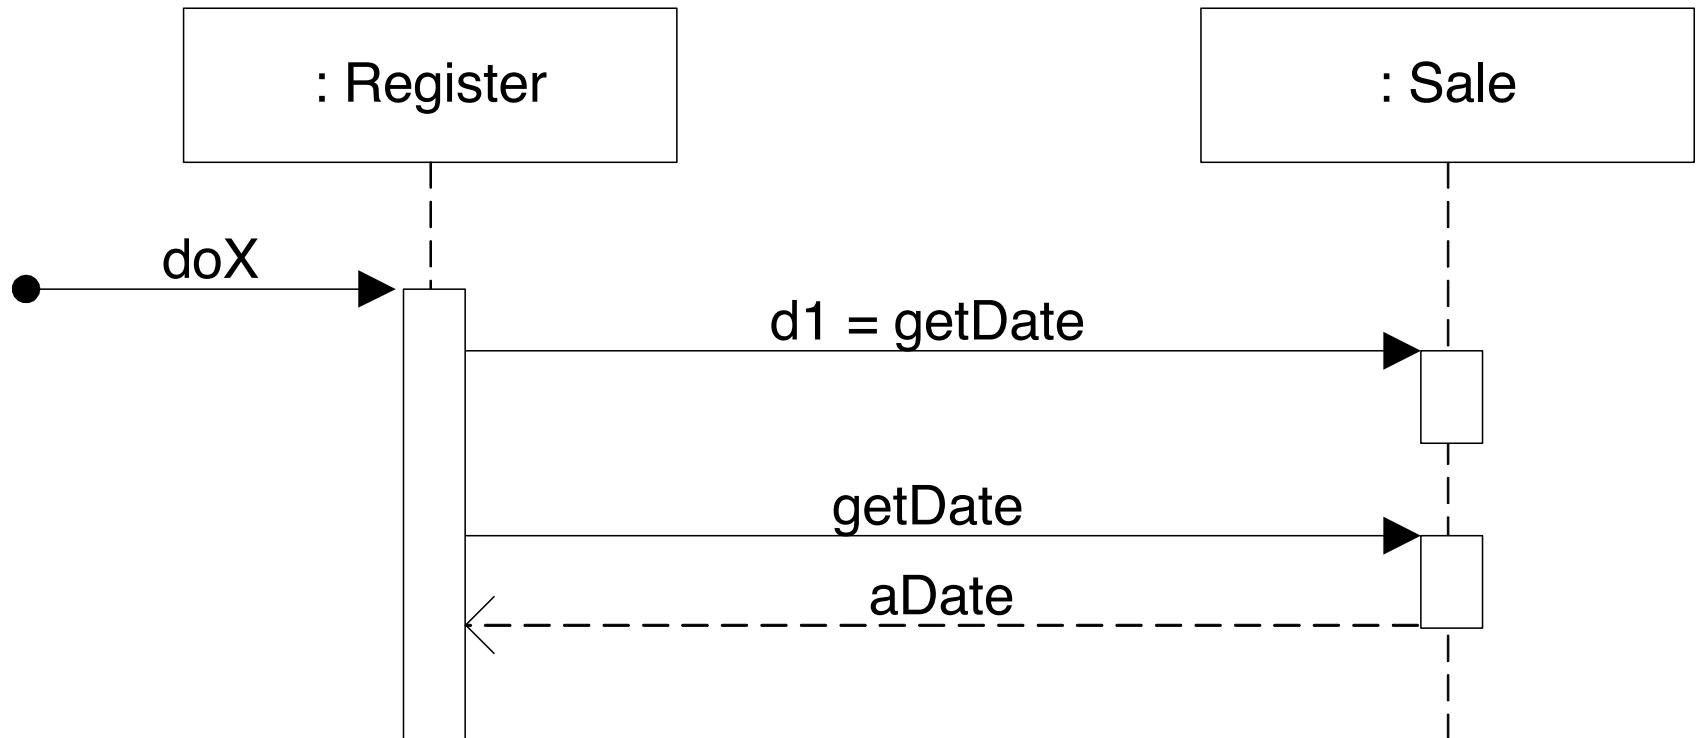 : Register
: Sale
doX
d1 = getDate
getDate
aDate